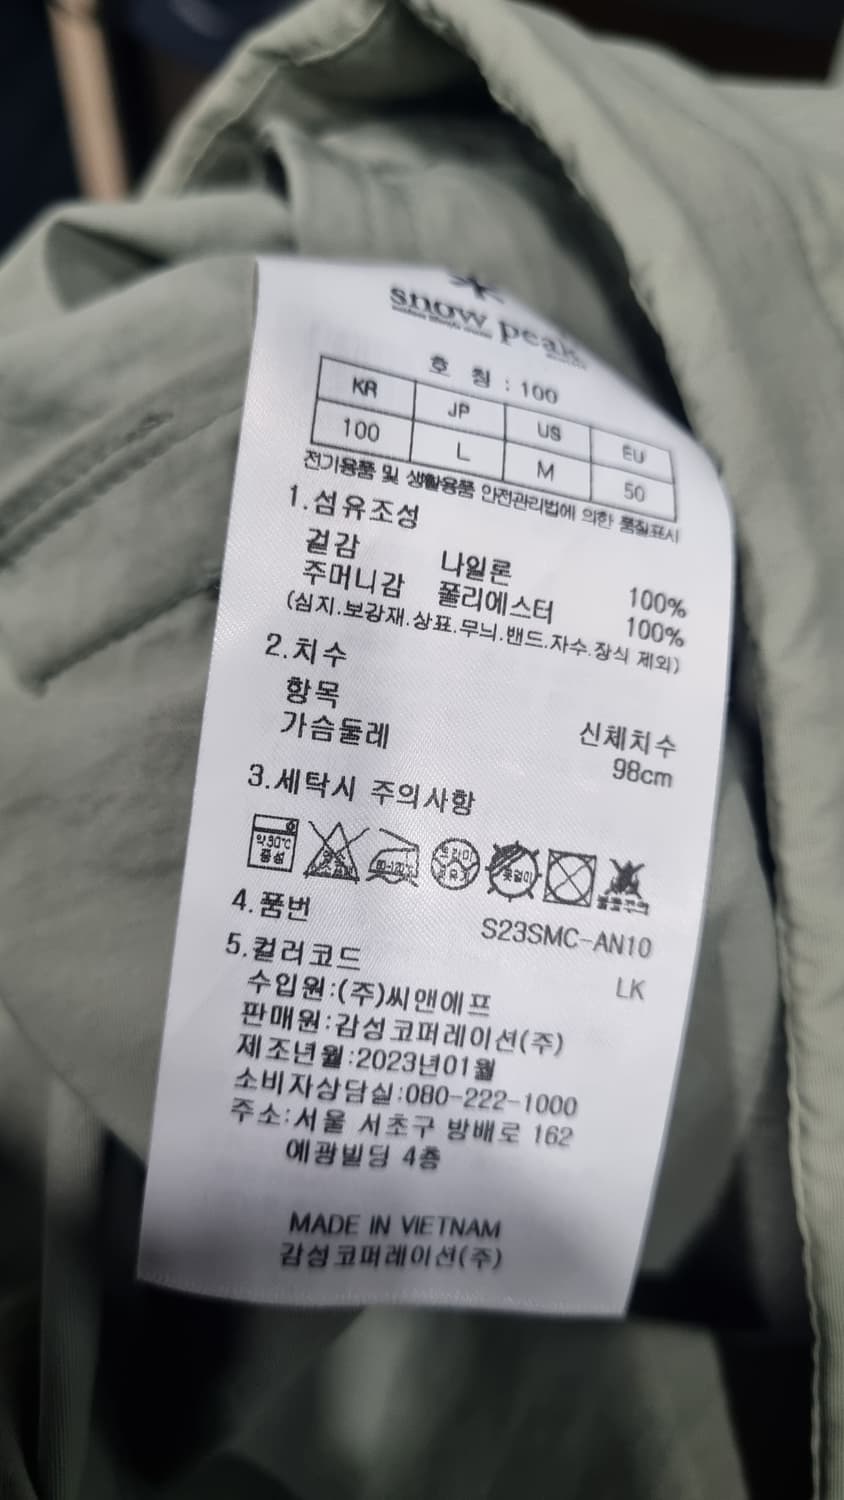 snow peak
호 칭 : 100
KR JP US EU
100 L M 50
전기용품 및 생활용품 안전관리법에 의한 품질표시
1.섬유조성
겉감 나일론 100%
주머니감 폴리에스터 100%
(심지.보강재.상표.무늬.밴드.자수.장식 제외)
2.치수
항목 신체치수
가슴둘레 98cm
3.세탁시 주의사항
약30℃
중성
4.품번 S23SMC-AN10
5.컬러코드 LK
수입원:(주)씨앤에프
판매원:감성코퍼레이션(주)
제조년월:2023년01월
소비자상담실:080-222-1000
주소:서울 서초구 방배로 162
예광빌딩 4층
MADE IN VIETNAM
감성코퍼레이션(주)